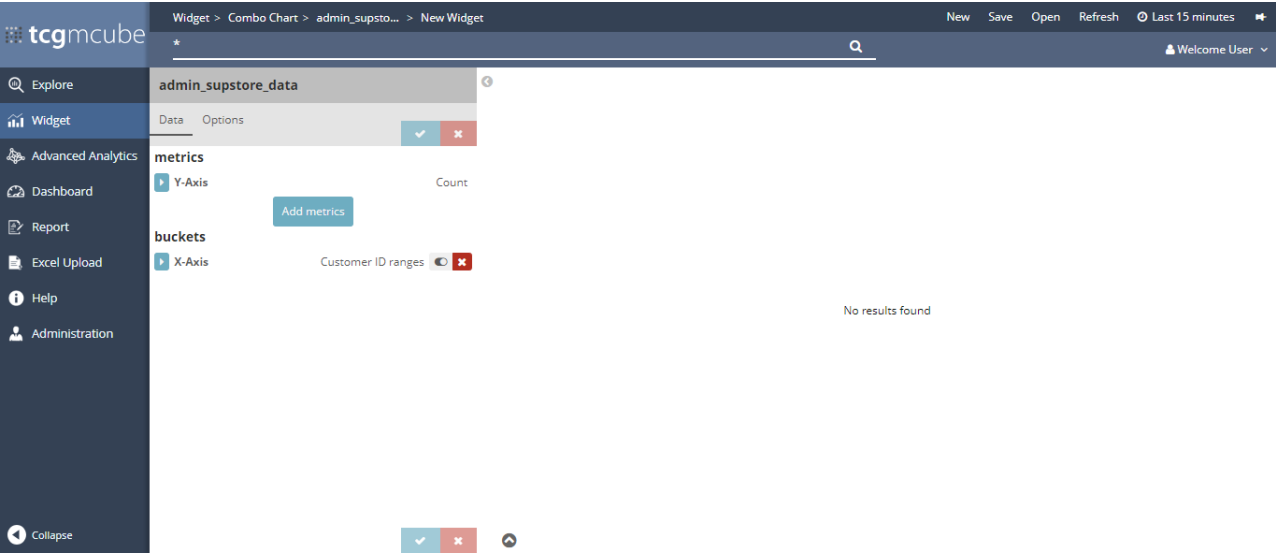 tcgmcube
Widget > Combo Chart > admin_supsto... > New Widget
New Save Open Refresh Last 15 minutes
*
Welcome User
Explore
Widget
Advanced Analytics
Dashboard
Report
Excel Upload
Help
Administration
Collapse
admin_supstore_data
Data Options
metrics
Y-Axis Count
Add metrics
buckets
X-Axis Customer ID ranges
No results found